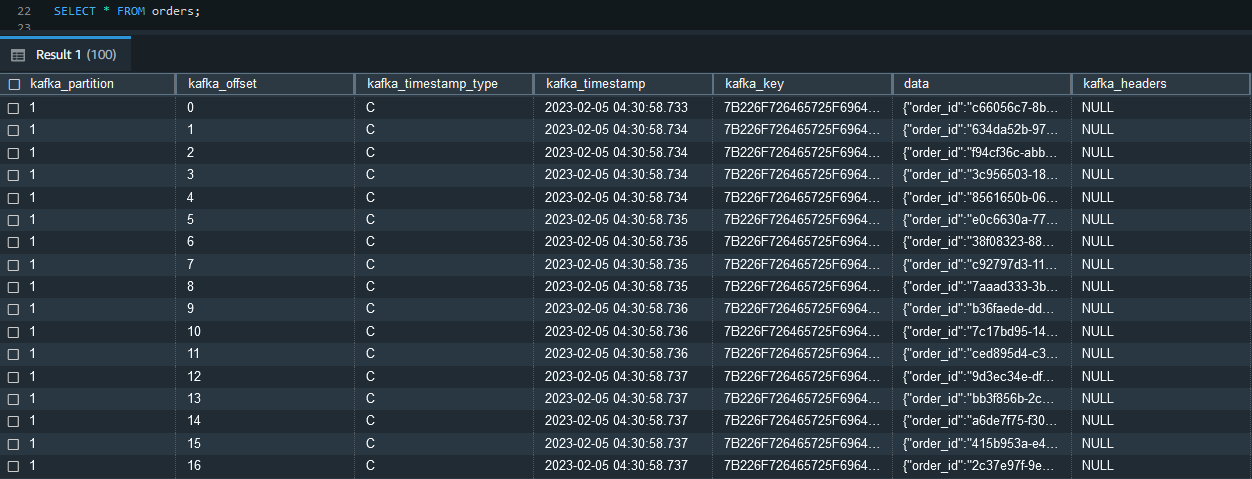 22 SELECT * FROM orders;
23
Result 1 (100)
kafka_partition kafka_offset kafka_timestamp_type kafka_timestamp kafka_key data kafka_headers
1 0 C 2023-02-05 04:30:58.733 7B226F726465725F6964... {"order_id":"c66056c7-8b... NULL
1 1 C 2023-02-05 04:30:58.734 7B226F726465725F6964... {"order_id":"634da52b-97... NULL
1 2 C 2023-02-05 04:30:58.734 7B226F726465725F6964... {"order_id":"f94cf36c-abb... NULL
1 3 C 2023-02-05 04:30:58.734 7B226F726465725F6964... {"order_id":"3c956503-18... NULL
1 4 C 2023-02-05 04:30:58.734 7B226F726465725F6964... {"order_id":"8561650b-06... NULL
1 5 C 2023-02-05 04:30:58.735 7B226F726465725F6964... {"order_id":"e0c6630a-77... NULL
1 6 C 2023-02-05 04:30:58.735 7B226F726465725F6964... {"order_id":"38f08323-88... NULL
1 7 C 2023-02-05 04:30:58.735 7B226F726465725F6964... {"order_id":"c92797d3-11... NULL
1 8 C 2023-02-05 04:30:58.735 7B226F726465725F6964... {"order_id":"7aaad333-3b... NULL
1 9 C 2023-02-05 04:30:58.736 7B226F726465725F6964... {"order_id":"b36faede-dd... NULL
1 10 C 2023-02-05 04:30:58.736 7B226F726465725F6964... {"order_id":"7c17bd95-14... NULL
1 11 C 2023-02-05 04:30:58.736 7B226F726465725F6964... {"order_id":"ced895d4-c3... NULL
1 12 C 2023-02-05 04:30:58.737 7B226F726465725F6964... {"order_id":"9d3ec34e-df... NULL
1 13 C 2023-02-05 04:30:58.737 7B226F726465725F6964... {"order_id":"bb3f856b-2c... NULL
1 14 C 2023-02-05 04:30:58.737 7B226F726465725F6964... {"order_id":"a6de7f75-f30... NULL
1 15 C 2023-02-05 04:30:58.737 7B226F726465725F6964... {"order_id":"415b953a-e4... NULL
1 16 C 2023-02-05 04:30:58.737 7B226F726465725F6964... {"order_id":"2c37e97f-9e... NULL